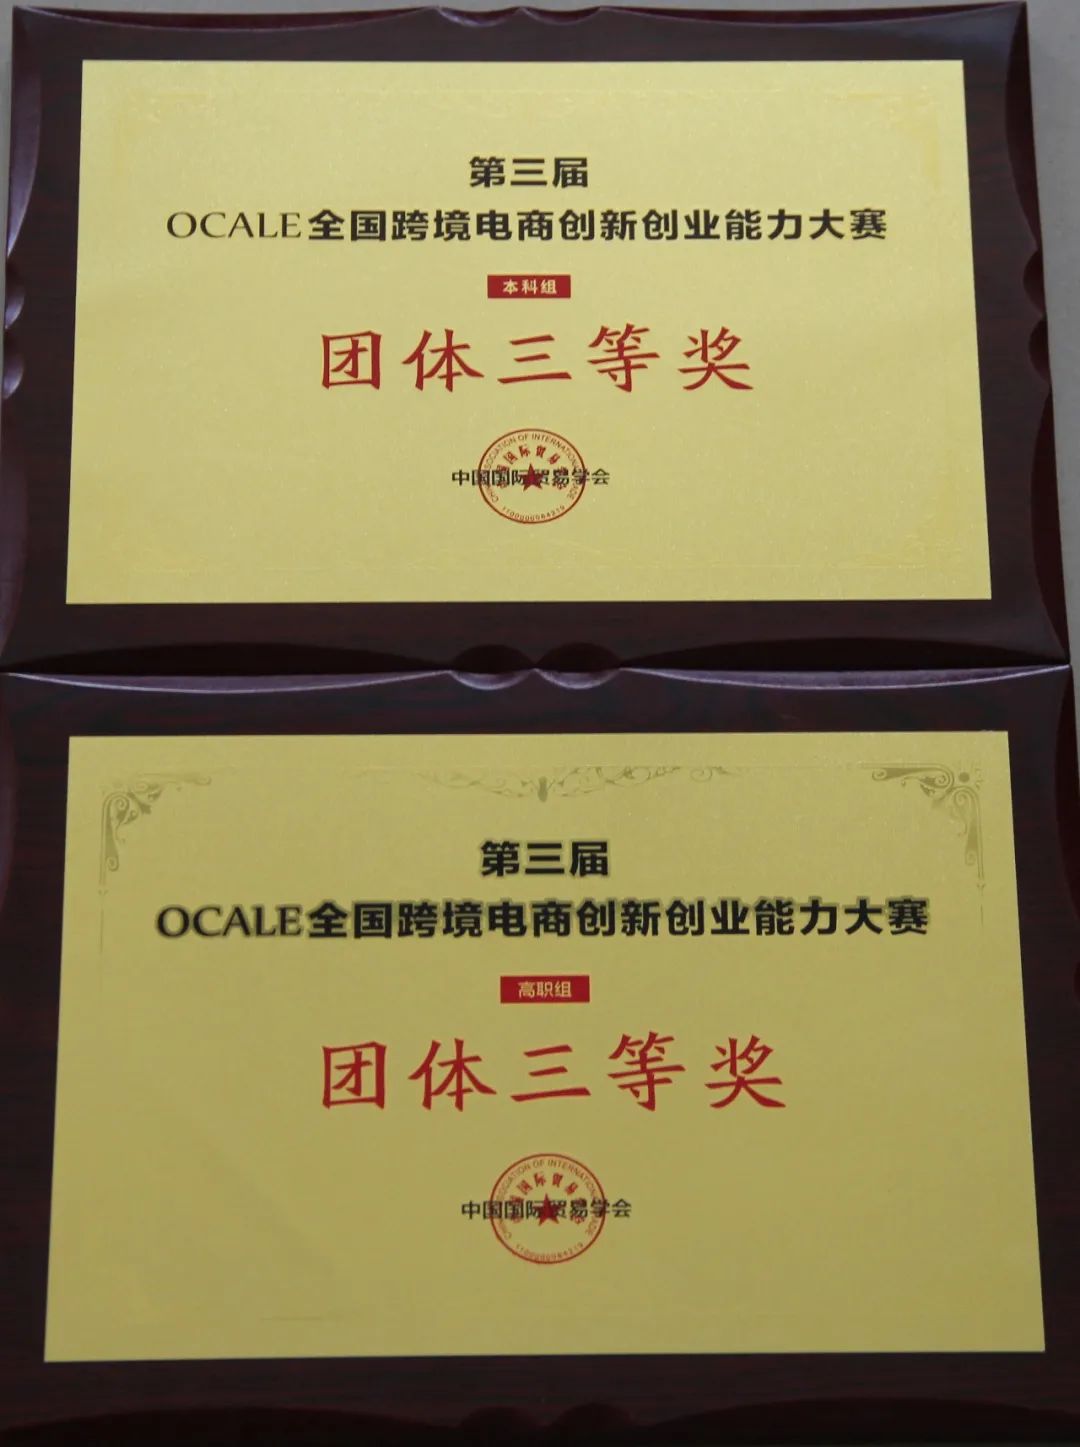 第三届
OCALE全国跨境电商创新创业能力大赛
本科组
团体三等奖
中国国际贸易学会
第三届
OCALE全国跨境电商创新创业能力大赛
高职组
团体三等奖
中国国际贸易学会